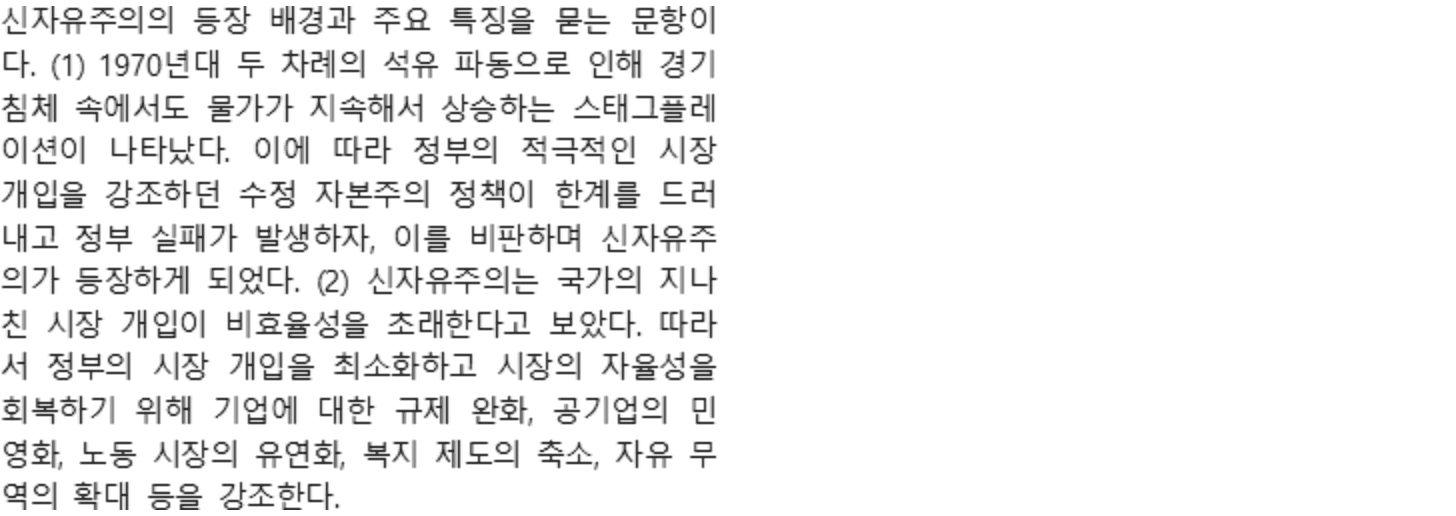 신자유주의의 등장 배경과 주요 특징을 묻는 문항이
다. (1) 1970년대 두 차례의 석유 파동으로 인해 경기
침체 속에서도 물가가 지속해서 상승하는 스태그플레
이션이 나타났다. 이에 따라 정부의 적극적인 시장
개입을 강조하던 수정 자본주의 정책이 한계를 드러
내고 정부 실패가 발생하자, 이를 비판하며 신자유주
의가 등장하게 되었다. (2) 신자유주의는 국가의 지나
친 시장 개입이 비효율성을 초래한다고 보았다. 따라
서 정부의 시장 개입을 최소화하고 시장의 자율성을
회복하기 위해 기업에 대한 규제 완화, 공기업의 민
영화, 노동 시장의 유연화, 복지 제도의 축소, 자유 무
역의 확대 등을 강조한다.